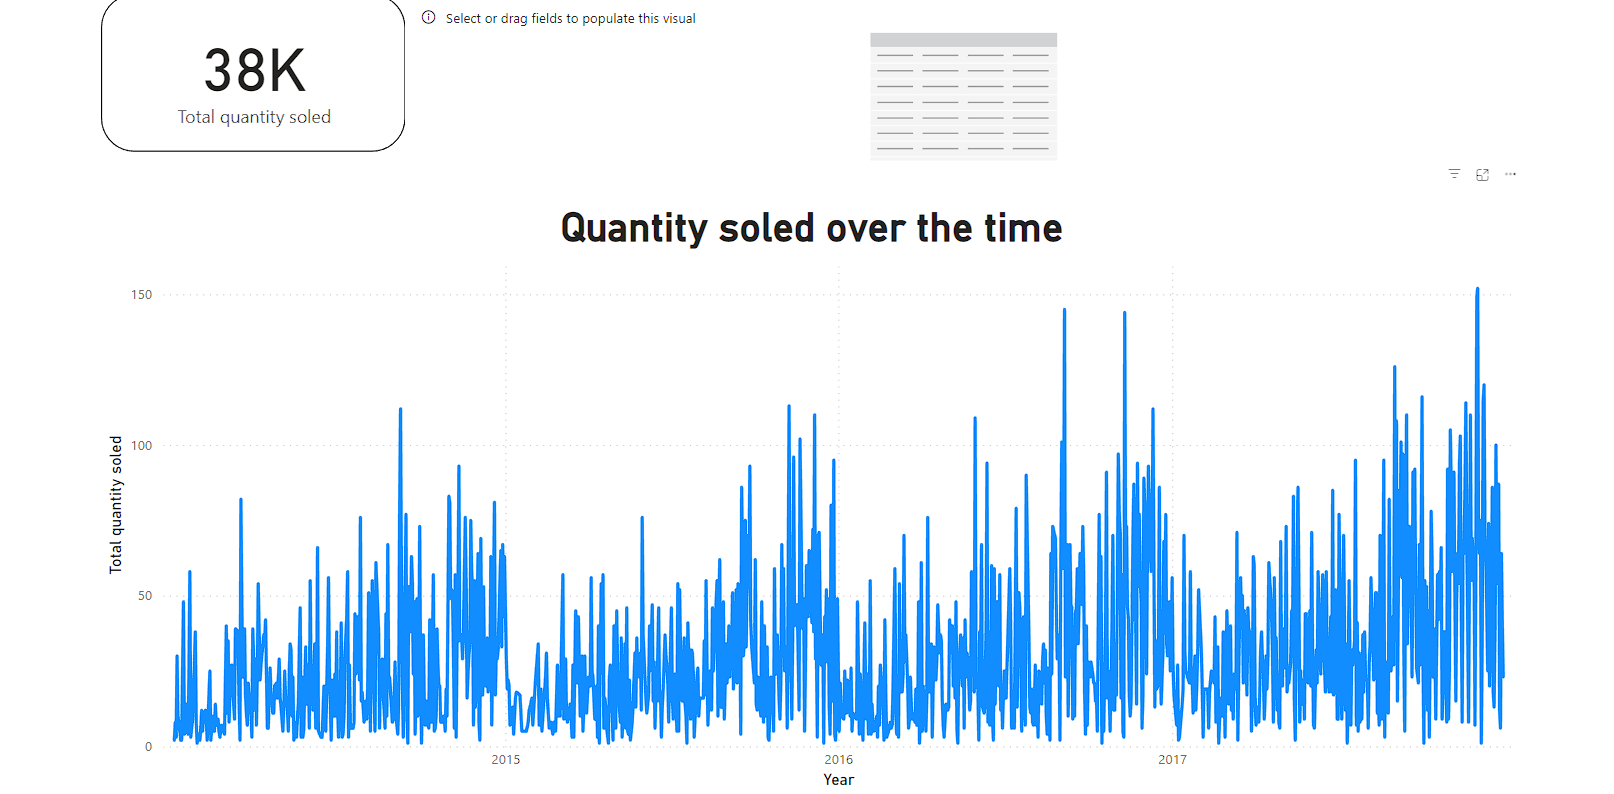 38K
Total quantity soled
Select or drag fields to populate this visual
Quantity soled over the time
Total quantity soled
150
100
50
0
2015
2016
2017
Year